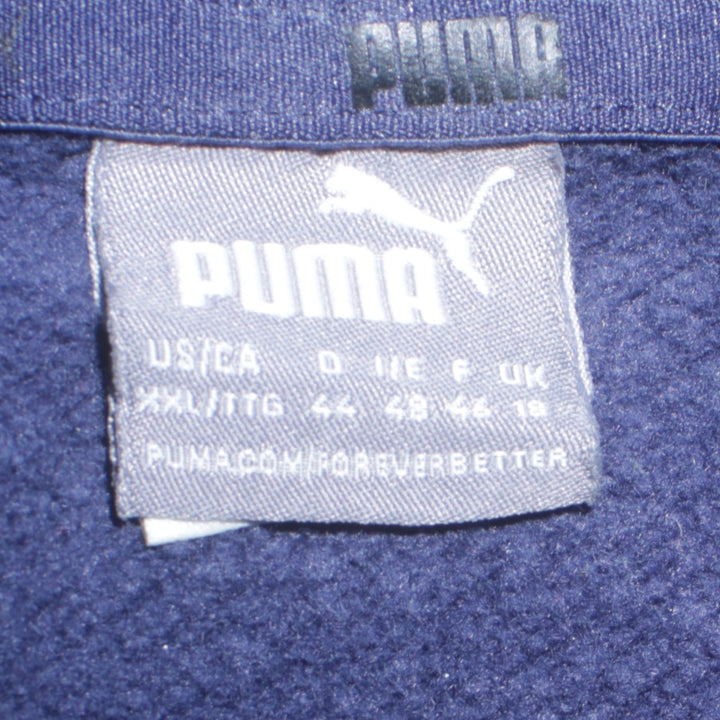 PUMA
PUMA
US/CA D I/E F UK
XXL/TTG 44 48 46 18
PUMA.COM/FOREVERBETTER